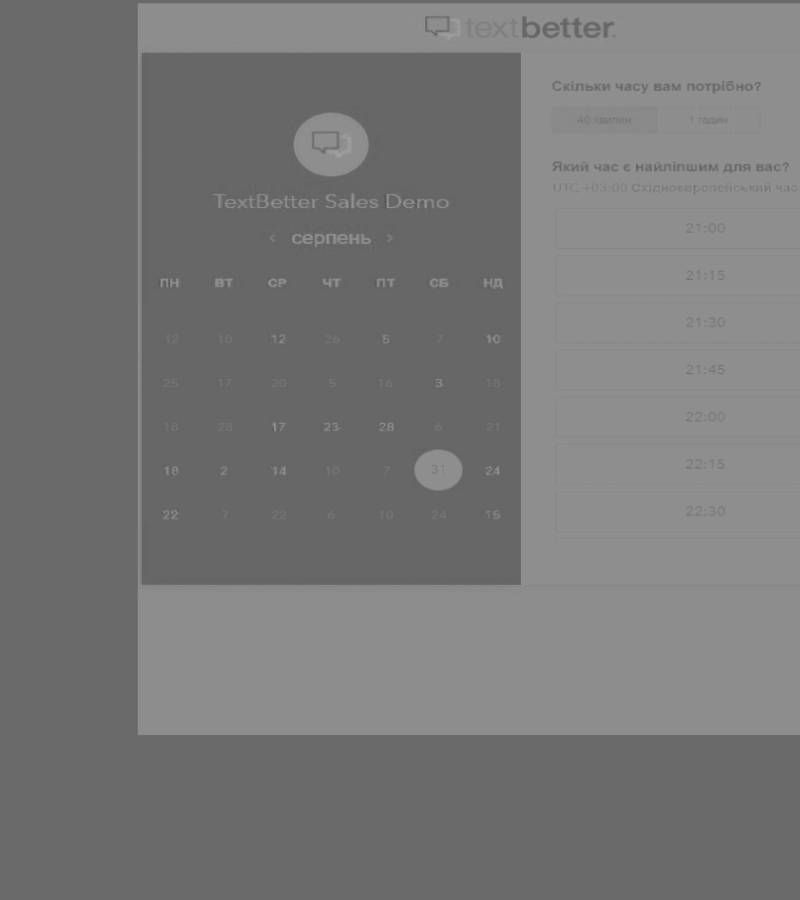 textbetter.
TextBetter Sales Demo
‹ серпень ›
ПН ВТ СР ЧТ ПТ СБ НД
12 10 12 26 5 7 10
25 17 20 5 16 3 18
18 28 17 23 28 6 21
18 2 14 10 7 31 24
22 7 22 6 10 24 15
Скільки часу вам потрібно?
40 хвилин 1 годин
Який час є найліпшим для вас?
UTC +03:00 Східноєвропейський час
21:00
21:15
21:30
21:45
22:00
22:15
22:30